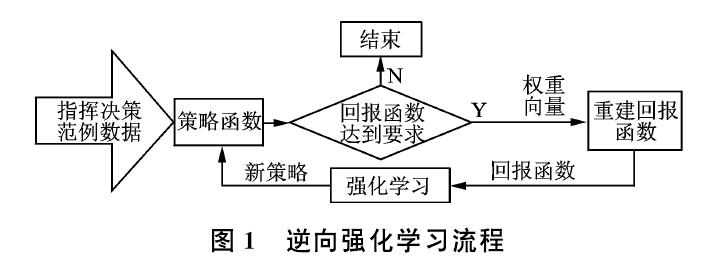 结束
N
指挥决策
范例数据
策略函数
回报函数
达到要求
Y
权重
向量
重建回报
函数
新策略
强化学习
回报函数
图 1 逆向强化学习流程